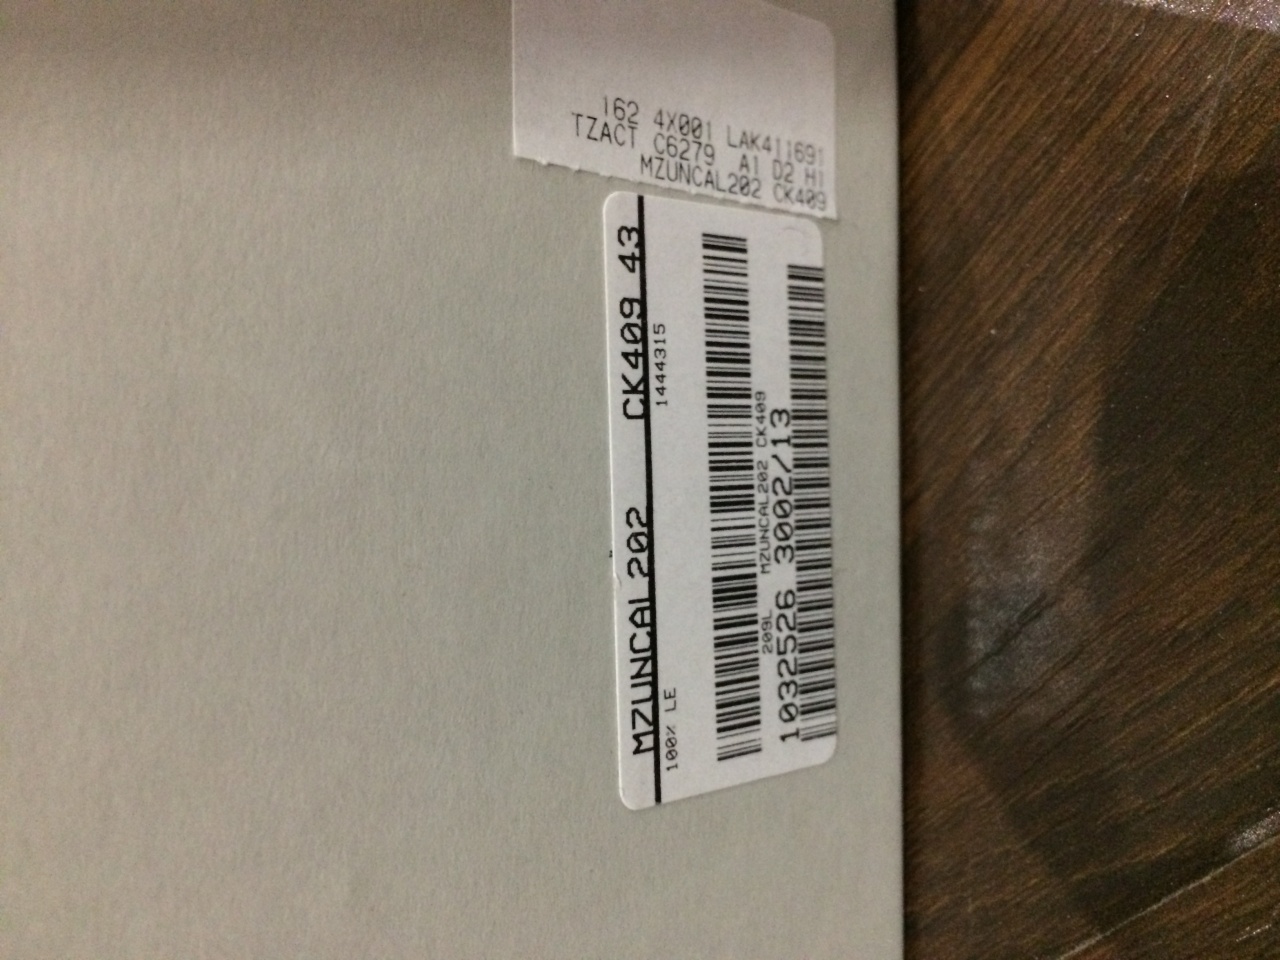 162 4X001 LAK411691
TZACT C6279 A1 D2 H1
MZUNCAL202 CK409
MZUNCAL202 CK409 43
100% LE 1444315
209L MZUNCAL202 CK409
1032526 3002/13